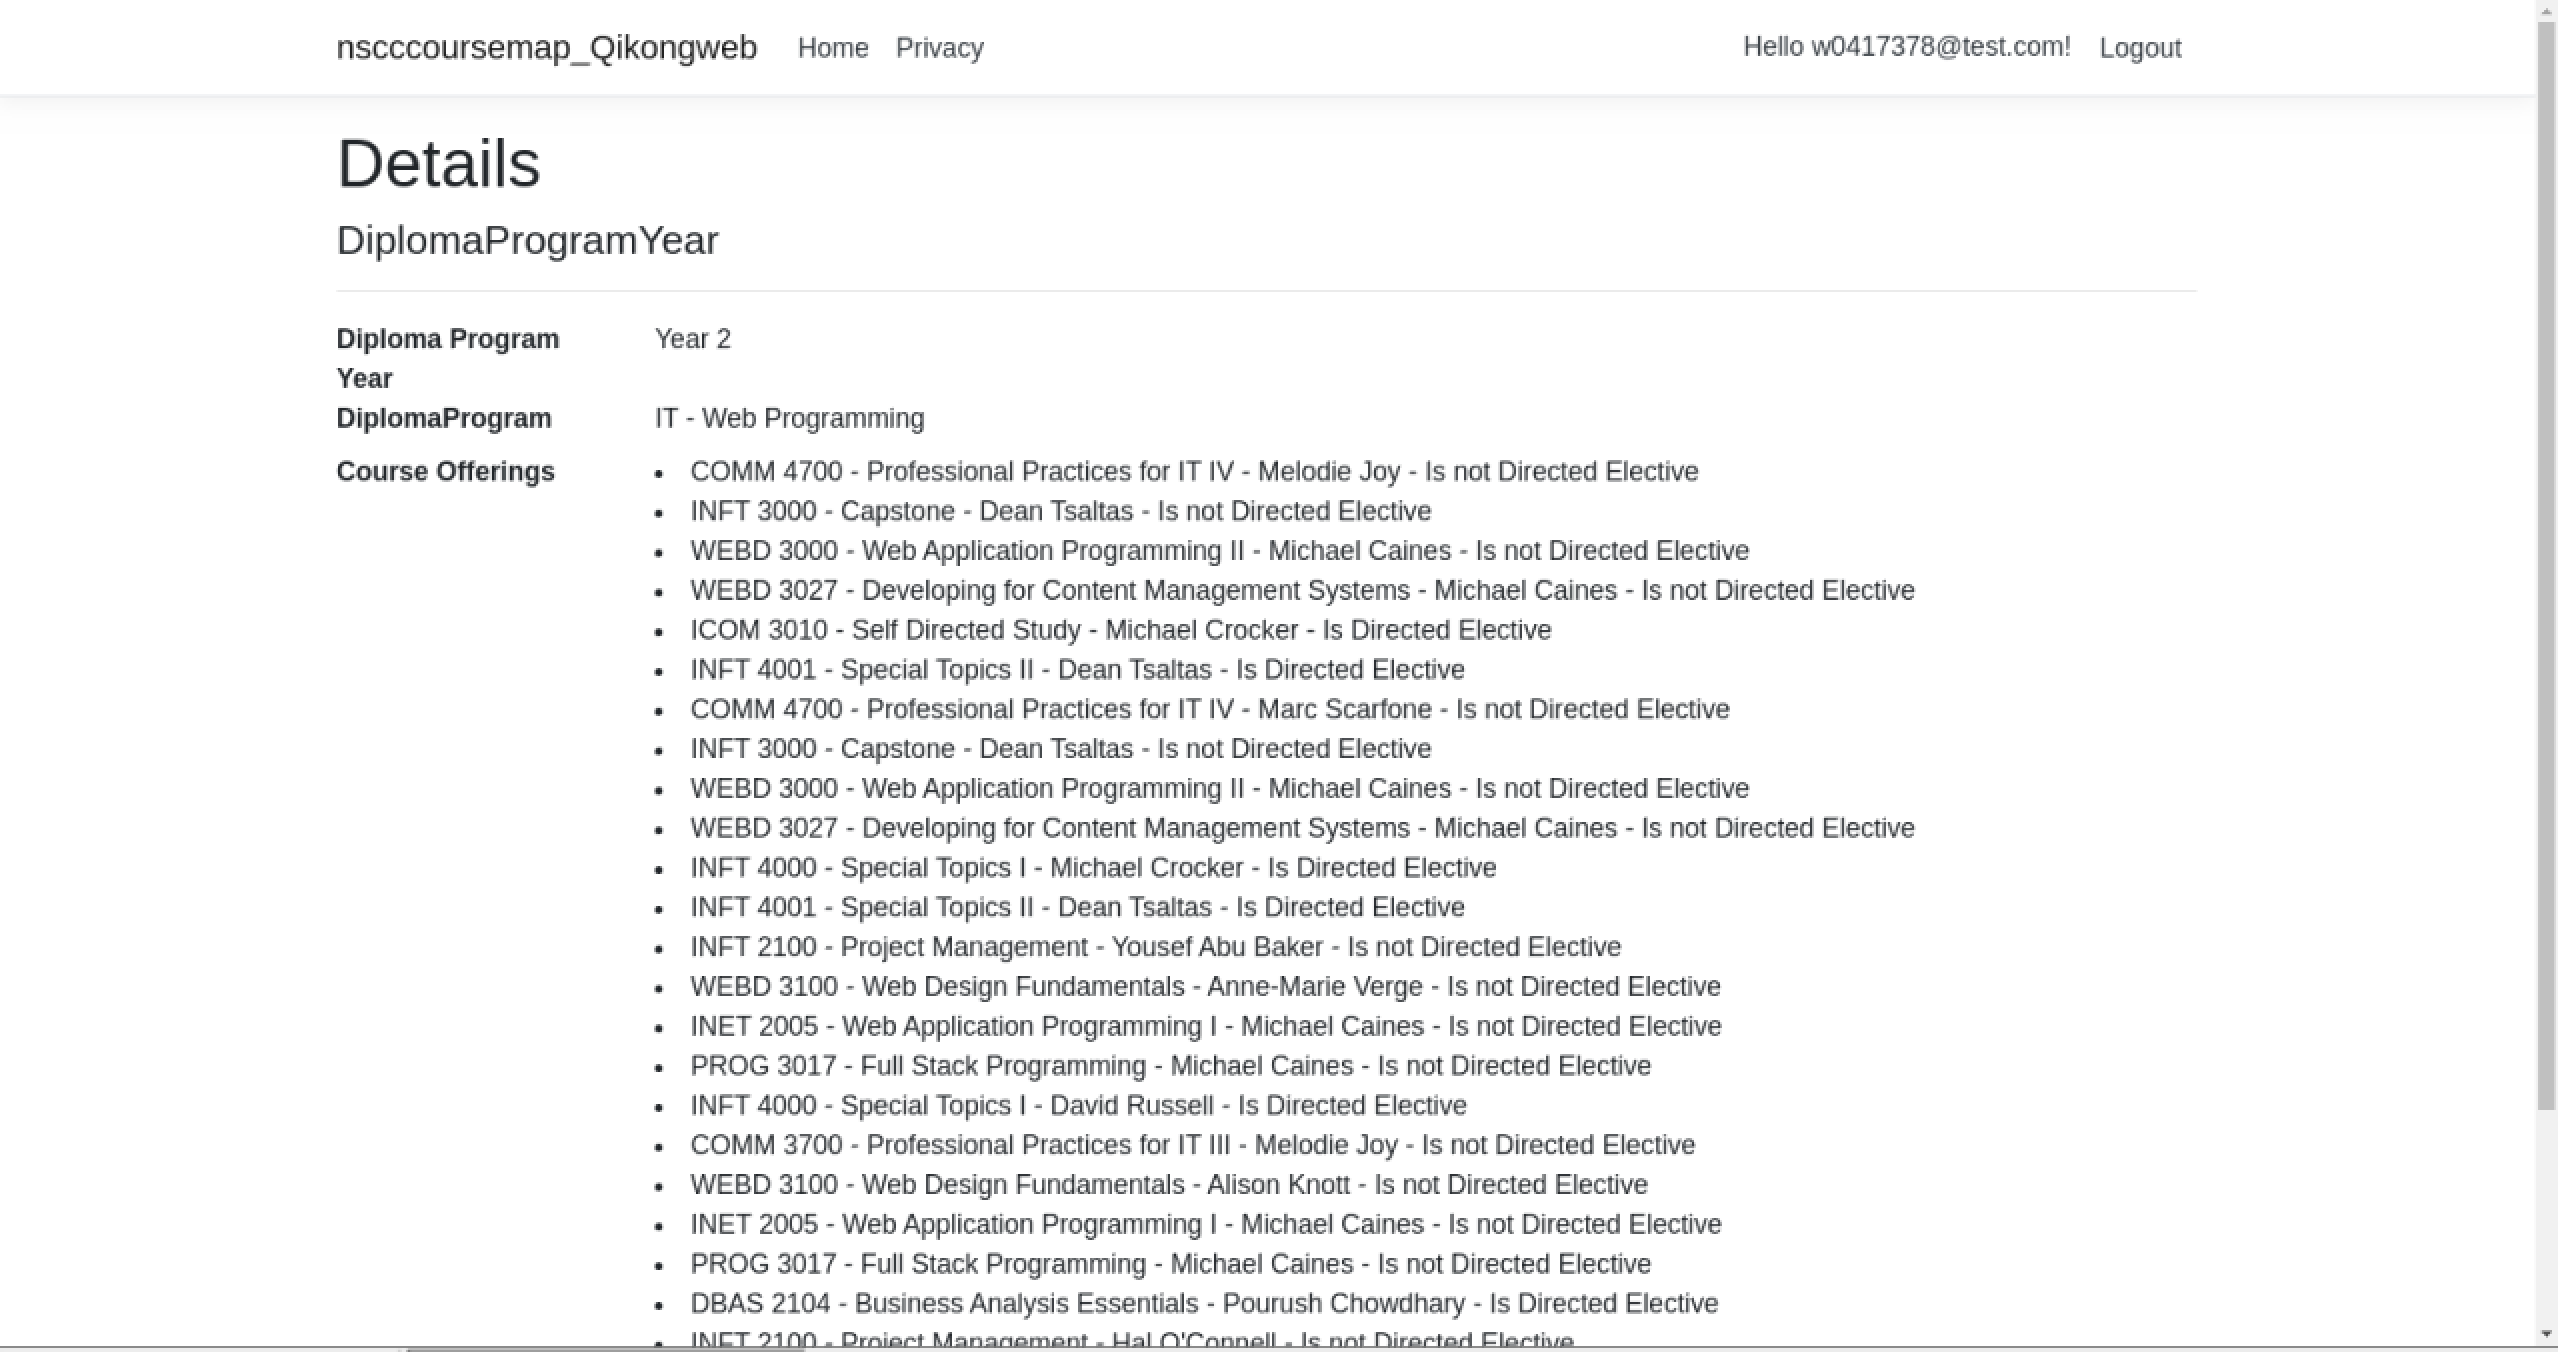 nscccoursemap_Qikongweb Home Privacy Hello w0417378@test.com! Logout
Details
DiplomaProgramYear
Diploma Program Year 2
Year
DiplomaProgram IT - Web Programming
Course Offerings • COMM 4700 - Professional Practices for IT IV - Melodie Joy - Is not Directed Elective
• INFT 3000 - Capstone - Dean Tsaltas - Is not Directed Elective
• WEBD 3000 - Web Application Programming II - Michael Caines - Is not Directed Elective
• WEBD 3027 - Developing for Content Management Systems - Michael Caines - Is not Directed Elective
• ICOM 3010 - Self Directed Study - Michael Crocker - Is Directed Elective
• INFT 4001 - Special Topics II - Dean Tsaltas - Is Directed Elective
• COMM 4700 - Professional Practices for IT IV - Marc Scarfone - Is not Directed Elective
• INFT 3000 - Capstone - Dean Tsaltas - Is not Directed Elective
• WEBD 3000 - Web Application Programming II - Michael Caines - Is not Directed Elective
• WEBD 3027 - Developing for Content Management Systems - Michael Caines - Is not Directed Elective
• INFT 4000 - Special Topics I - Michael Crocker - Is Directed Elective
• INFT 4001 - Special Topics II - Dean Tsaltas - Is Directed Elective
• INFT 2100 - Project Management - Yousef Abu Baker - Is not Directed Elective
• WEBD 3100 - Web Design Fundamentals - Anne-Marie Verge - Is not Directed Elective
• INET 2005 - Web Application Programming I - Michael Caines - Is not Directed Elective
• PROG 3017 - Full Stack Programming - Michael Caines - Is not Directed Elective
• INFT 4000 - Special Topics I - David Russell - Is Directed Elective
• COMM 3700 - Professional Practices for IT III - Melodie Joy - Is not Directed Elective
• WEBD 3100 - Web Design Fundamentals - Alison Knott - Is not Directed Elective
• INET 2005 - Web Application Programming I - Michael Caines - Is not Directed Elective
• PROG 3017 - Full Stack Programming - Michael Caines - Is not Directed Elective
• DBAS 2104 - Business Analysis Essentials - Pourush Chowdhary - Is Directed Elective
• INFT 2100 - Project Management - Hal O'Connell - Is not Directed Elective